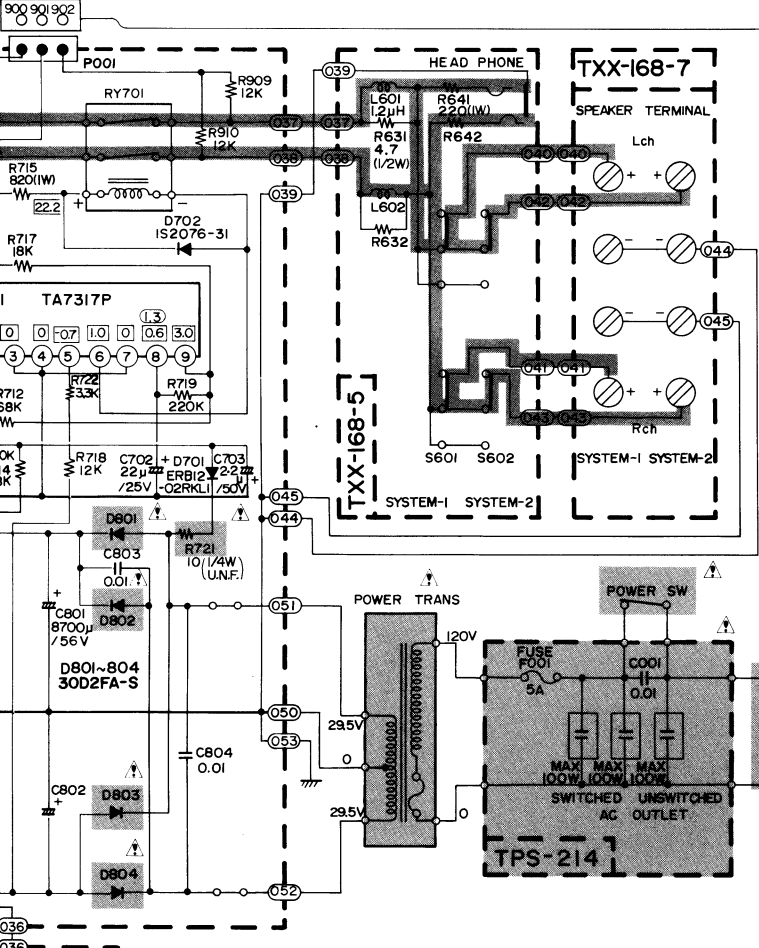 900 901 902
P001
RY701
R909
12K
R910
12K
037
037
038
038
039
039
HEAD PHONE
L601
1.2μH
R631
4.7
(1/2W)
R641
220(1W)
R642
L602
R632
TXX-168-7
SPEAKER TERMINAL
Lch
040
040
042
042
+ +
- -
044
- -
045
041
041
043
043
+ +
Rch
SYSTEM-1 SYSTEM-2
S601 S602
SYSTEM-1 SYSTEM-2
TXX-168-5
R715
820(1W)
22.2
+ -
D702
1S2076-31
R717
18K
TA7317P
1.3
0 0 -0.7 1.0 0 0.6 3.0
3 4 5 6 7 8 9
R712
68K
R722
3.3K
R719
220K
R718
12K
C702
22μ
/25V
+
D701
ERB12
-02RKL1
C703
2.2
μ
/50V
+
045
044
D801
R721
10 (1/4W
U.N.F.)
C803
0.01
D802
+
C801
8700μ
/56V
D801~804
30D2FA-S
051
050
053
C804
0.01
C802
+
D803
D804
052
036
036
POWER TRANS
120V
29.5V
0
29.5V
0
POWER SW
FUSE
F001
5A
C001
0.01
MAX
100W
MAX
100W
MAX
100W
SWITCHED UNSWITCHED
AC OUTLET
TPS-214